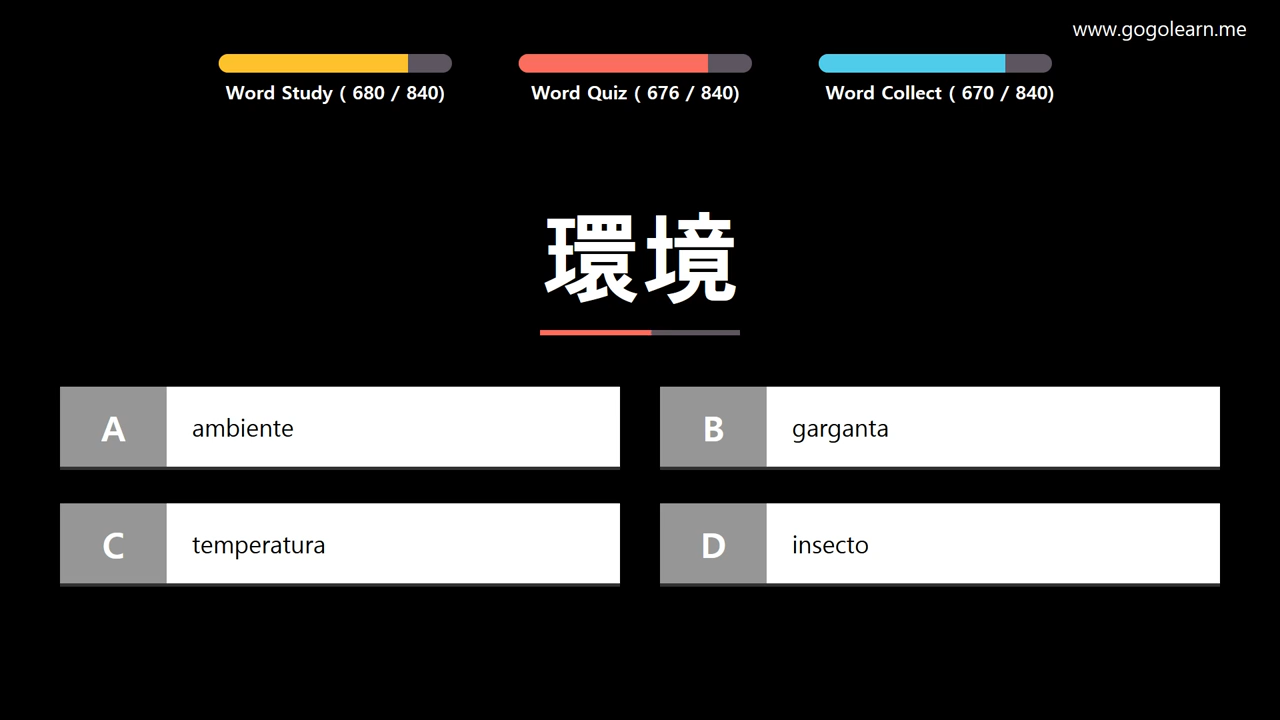 www.gogolearn.me
Word Study ( 680 / 840)
Word Quiz ( 676 / 840)
Word Collect ( 670 / 840)
環境
A ambiente
B garganta
C temperatura
D insecto